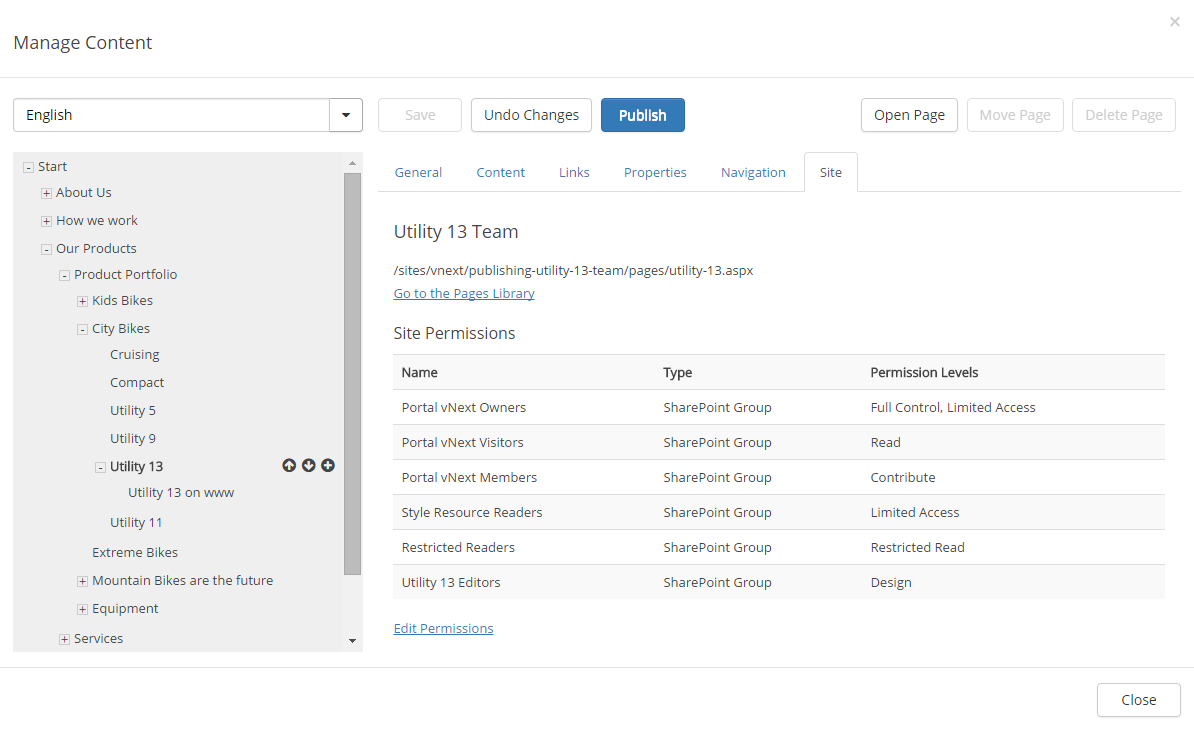 ×
Manage Content
English
Save
Undo Changes
Publish
Open Page
Move Page
Delete Page
Start
About Us
How we work
Our Products
Product Portfolio
Kids Bikes
City Bikes
Cruising
Compact
Utility 5
Utility 9
Utility 13
Utility 13 on www
Utility 11
Extreme Bikes
Mountain Bikes are the future
Equipment
Services
General Content Links Properties Navigation Site
Utility 13 Team
/sites/vnext/publishing-utility-13-team/pages/utility-13.aspx
Go to the Pages Library
Site Permissions
Name Type Permission Levels
Portal vNext Owners SharePoint Group Full Control, Limited Access
Portal vNext Visitors SharePoint Group Read
Portal vNext Members SharePoint Group Contribute
Style Resource Readers SharePoint Group Limited Access
Restricted Readers SharePoint Group Restricted Read
Utility 13 Editors SharePoint Group Design
Edit Permissions
Close